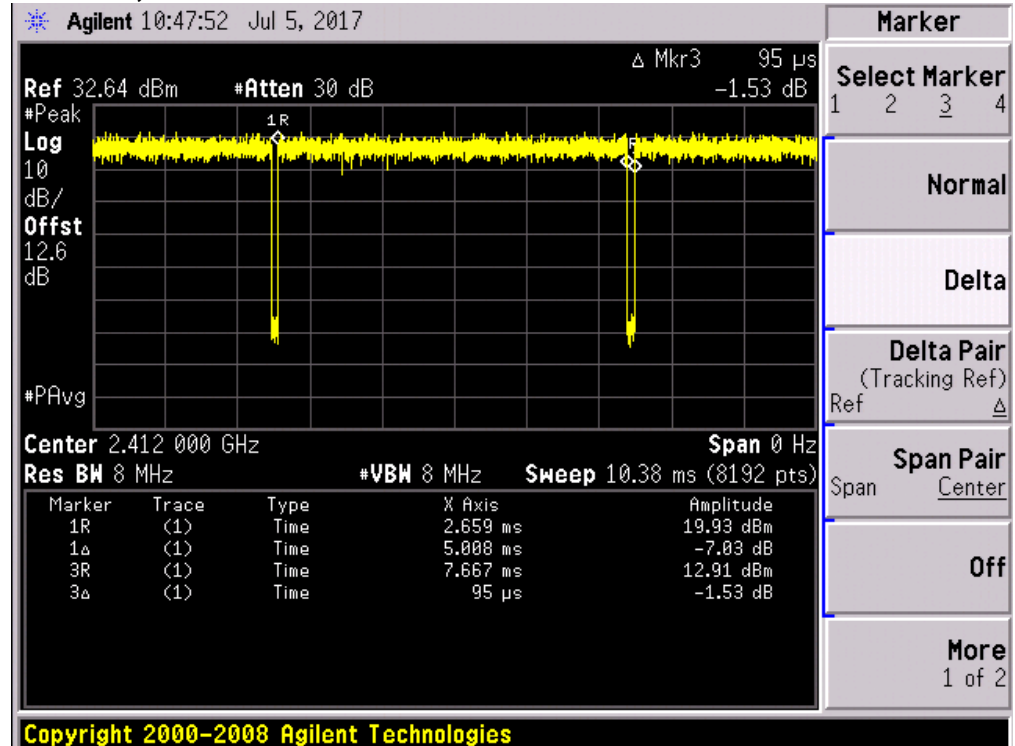 Agilent 10:47:52 Jul 5, 2017
Marker
Δ Mkr3 95 µs
Ref 32.64 dBm #Atten 30 dB -1.53 dB
Select Marker
1 2 3 4
#Peak
Log
10
dB/
Offst
12.6
dB
1R
R
Normal
Delta
Delta Pair
(Tracking Ref)
Ref Δ
#PAvg
Center 2.412 000 GHz Span 0 Hz
Res BW 8 MHz #VBW 8 MHz Sweep 10.38 ms (8192 pts)
Span Pair
Span Center
Marker Trace Type X Axis Amplitude
1R (1) Time 2.659 ms 19.93 dBm
1Δ (1) Time 5.008 ms -7.03 dB
3R (1) Time 7.667 ms 12.91 dBm
3Δ (1) Time 95 µs -1.53 dB
Off
More
1 of 2
Copyright 2000-2008 Agilent Technologies